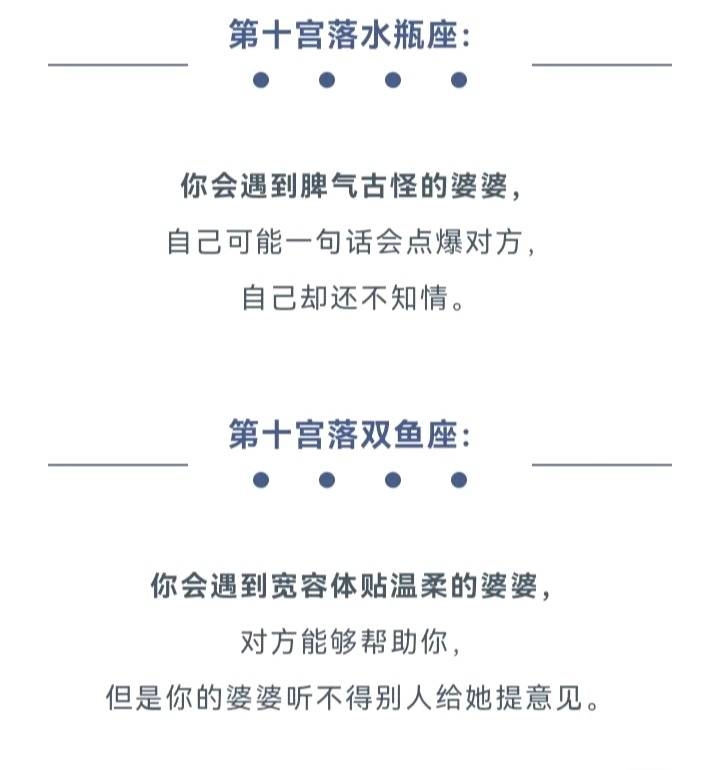 第十宫落水瓶座:
你会遇到脾气古怪的婆婆,
自己可能一句话会点爆对方,
自己却还不知情。
第十宫落双鱼座:
你会遇到宽容体贴温柔的婆婆,
对方能够帮助你,
但是你的婆婆听不得别人给她提意见。